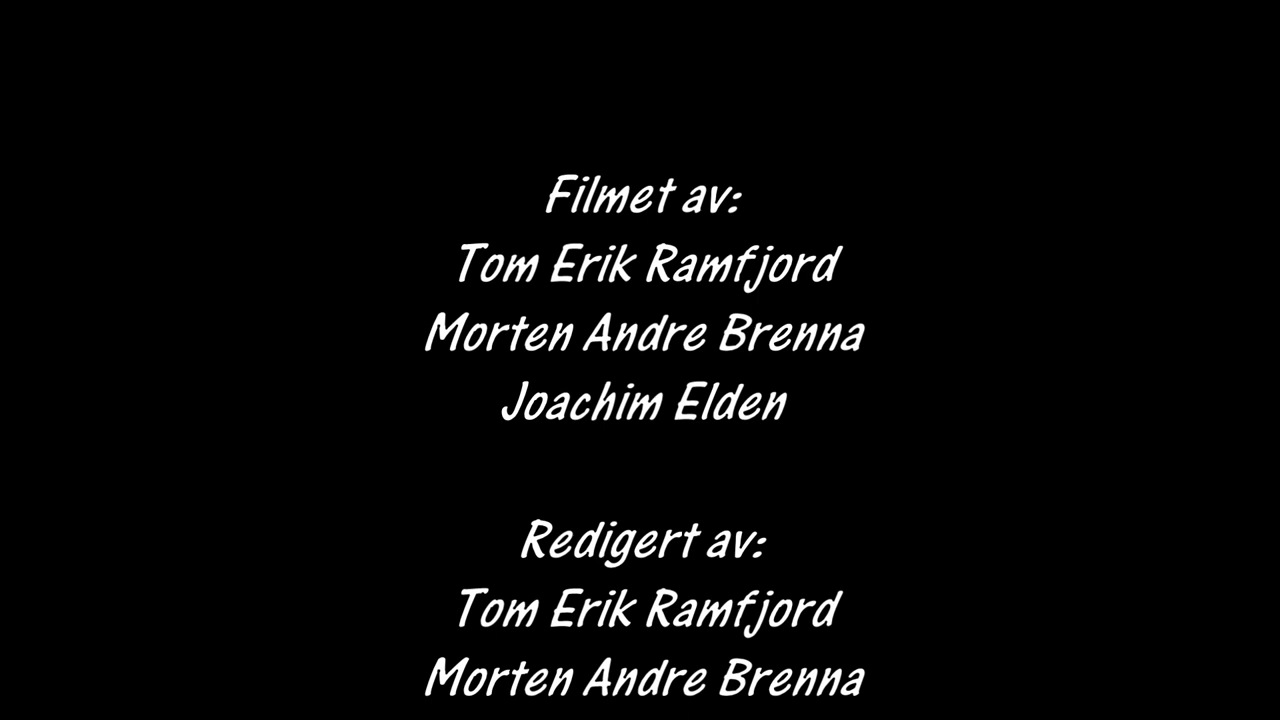 Filmet av:
Tom Erik Ramfjord
Morten Andre Brenna
Joachim Elden
Redigert av:
Tom Erik Ramfjord
Morten Andre Brenna